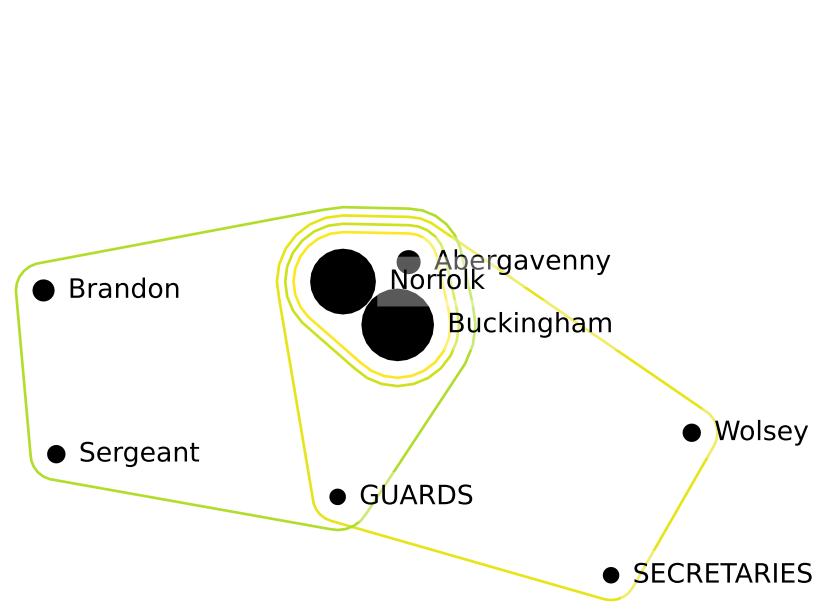 Abergavenny
Norfolk
Brandon
Buckingham
Wolsey
Sergeant
GUARDS
SECRETARIES